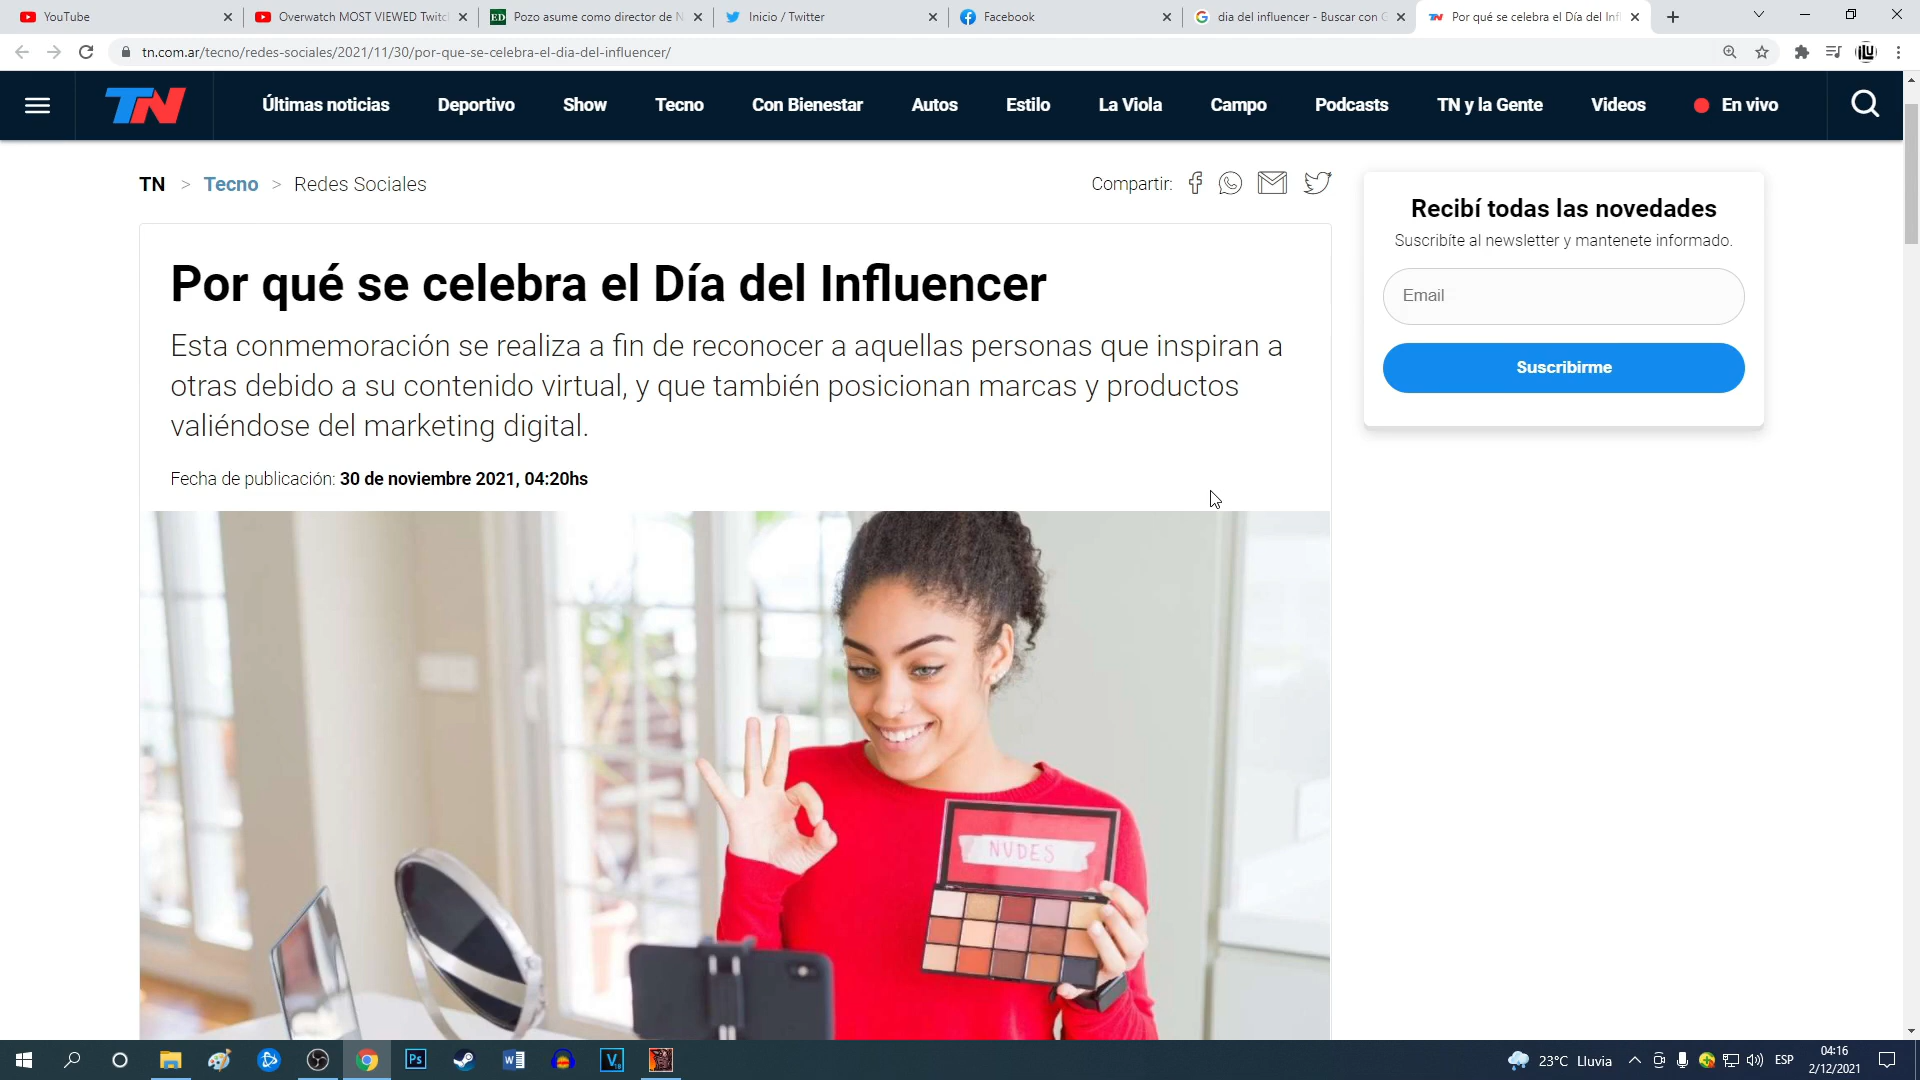 YouTube
Overwatch MOST VIEWED Twitc
ED Pozo asume como director de N
Inicio / Twitter
Facebook
dia del influencer - Buscar con G
Por qué se celebra el Día del Infl
tn.com.ar/tecno/redes-sociales/2021/11/30/por-que-se-celebra-el-dia-del-influencer/
TN
Últimas noticias
Deportivo
Show
Tecno
Con Bienestar
Autos
Estilo
La Viola
Campo
Podcasts
TN y la Gente
Videos
En vivo
TN > Tecno > Redes Sociales
Compartir:
Por qué se celebra el Día del Influencer
Esta conmemoración se realiza a fin de reconocer a aquellas personas que inspiran a
otras debido a su contenido virtual, y que también posicionan marcas y productos
valiéndose del marketing digital.
Fecha de publicación: 30 de noviembre 2021, 04:20hs
Recibí todas las novedades
Suscribíte al newsletter y mantenete informado.
Email
Suscribirme
NUDES
Ps
V
23°C Lluvia
ESP
04:16
2/12/2021